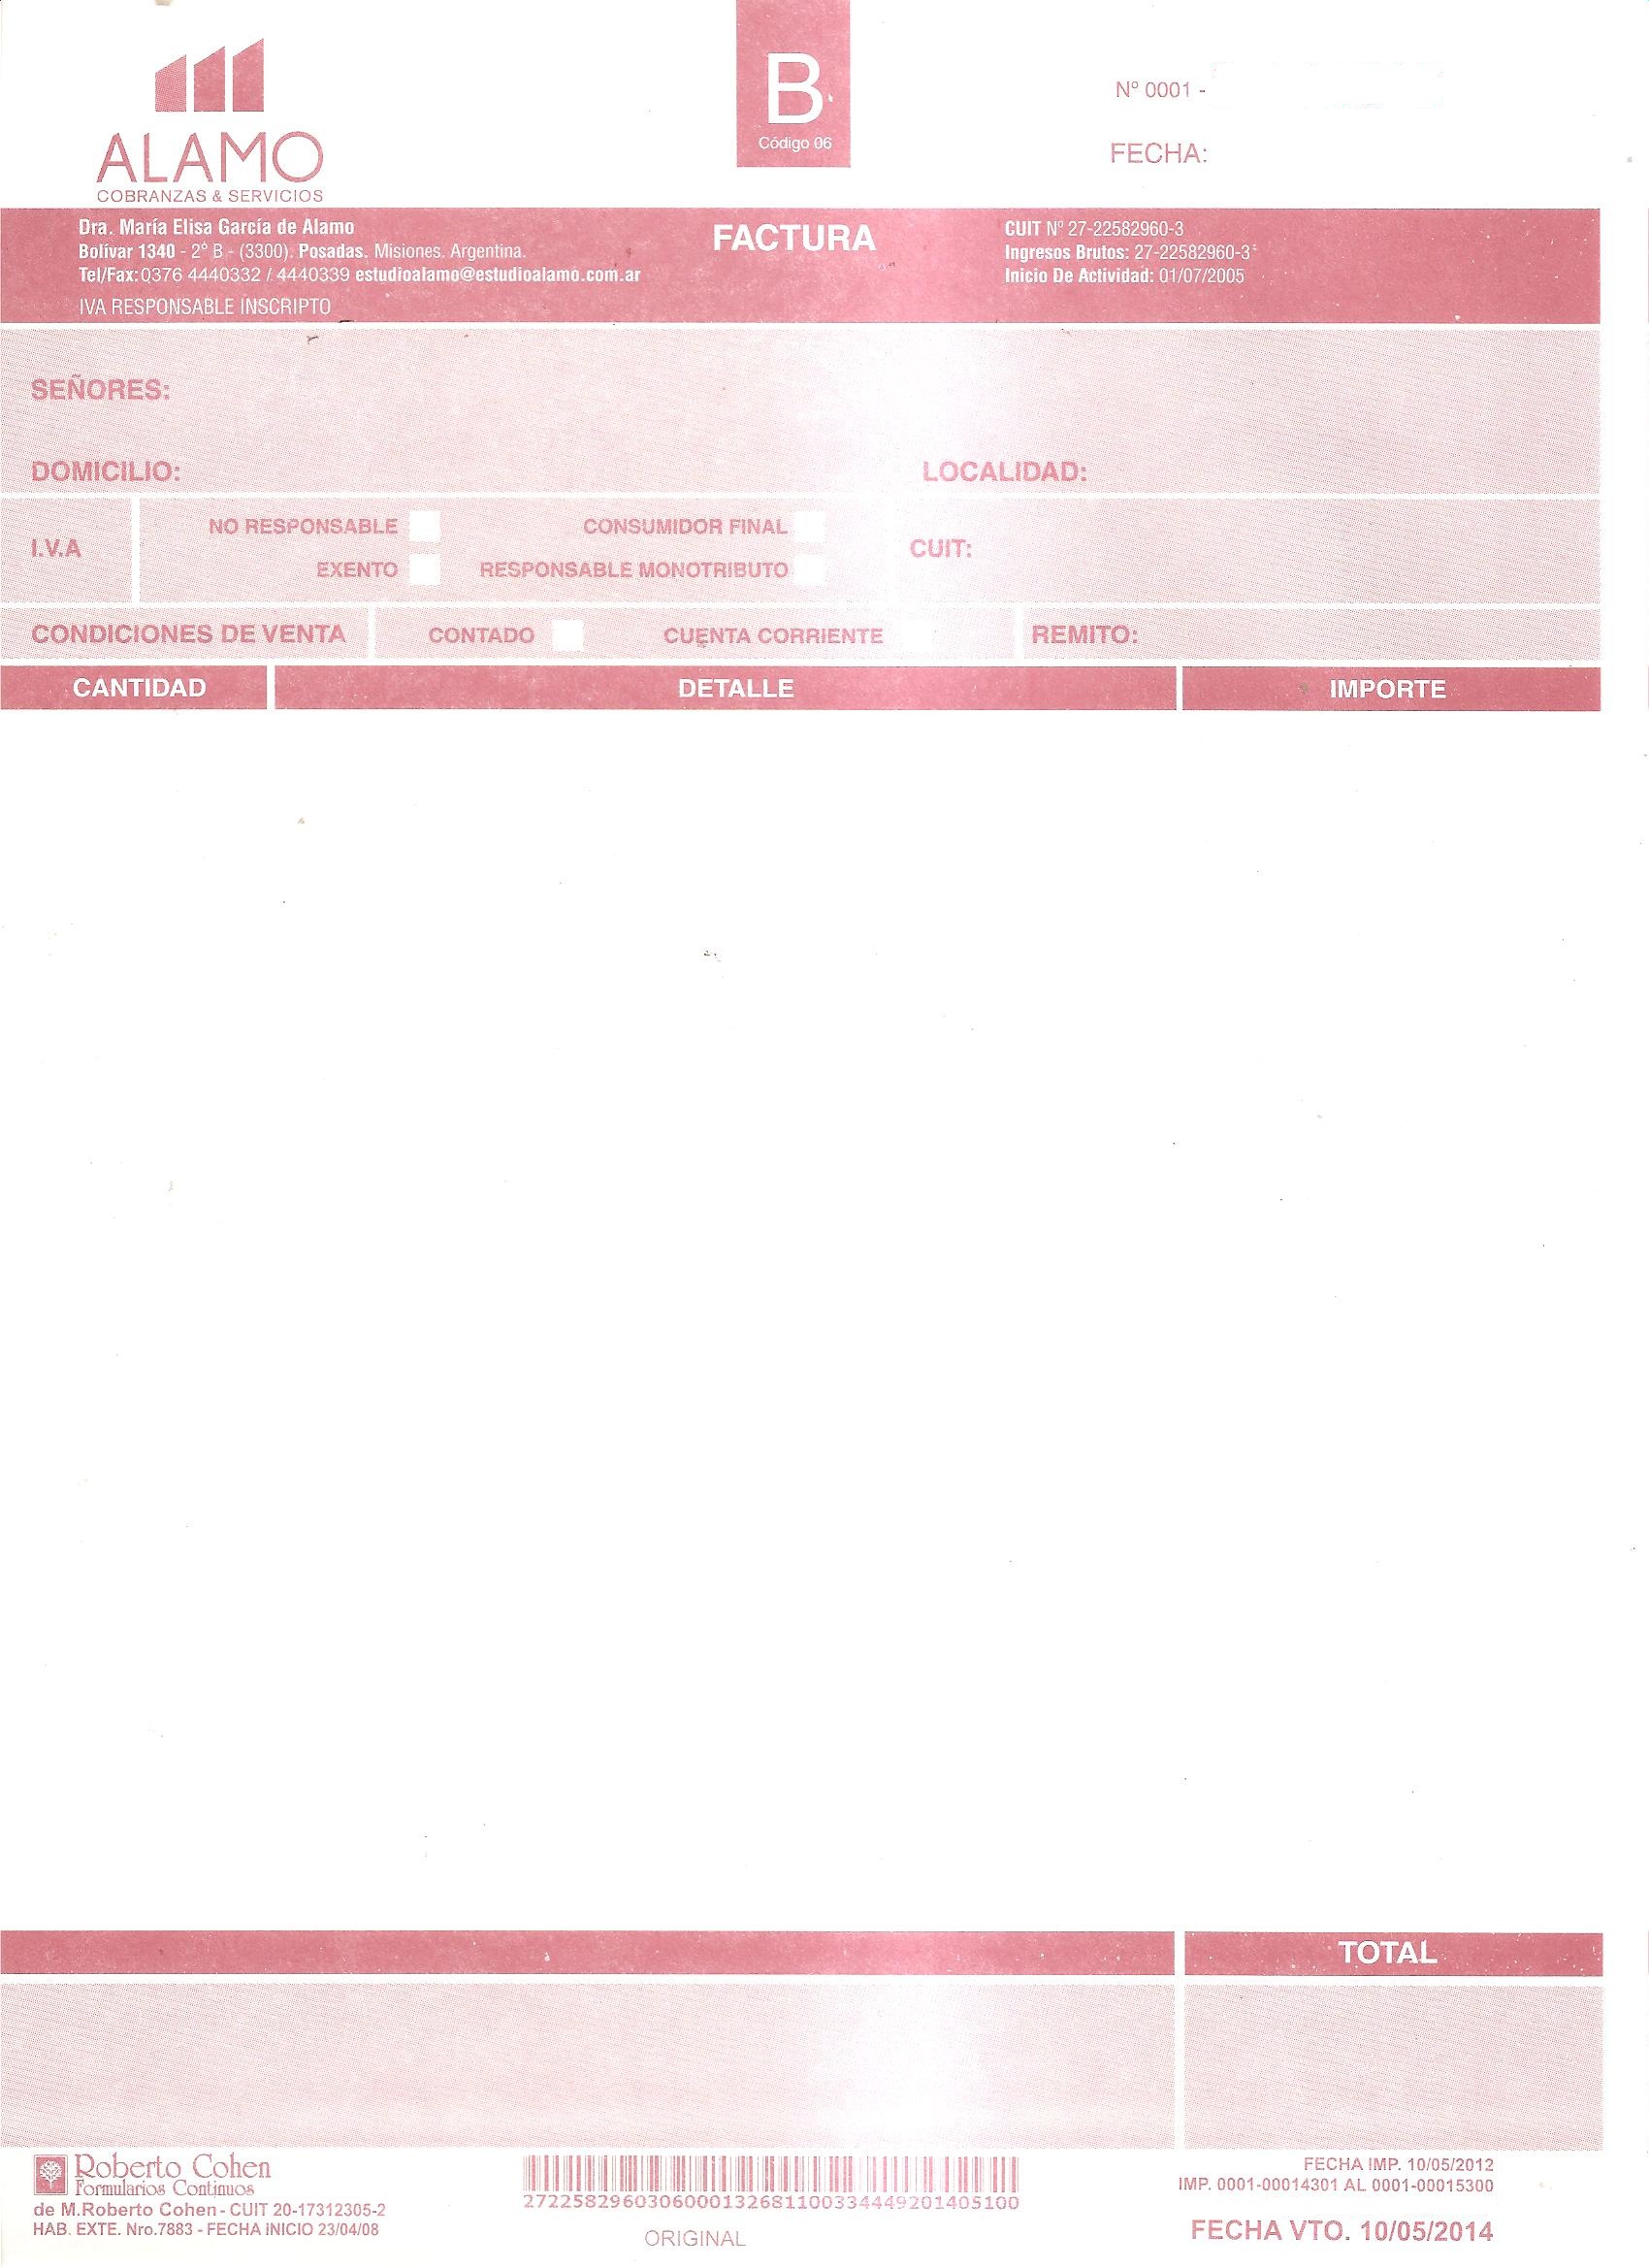 ALAMO
COBRANZAS & SERVICIOS
B
Código 06
Nº 0001 -
FECHA:
Dra. María Elisa García de Alamo
Bolívar 1340 - 2º B - (3300). Posadas. Misiones. Argentina.
Tel/Fax: 0376 4440332 / 4440339 estudioalamo@estudioalamo.com.ar
IVA RESPONSABLE INSCRIPTO
FACTURA
CUIT Nº 27-22582960-3
Ingresos Brutos: 27-22582960-3
Inicio De Actividad: 01/07/2005
SEÑORES:
DOMICILIO:
LOCALIDAD:
I.V.A
NO RESPONSABLE
CONSUMIDOR FINAL
EXENTO
RESPONSABLE MONOTRIBUTO
CUIT:
CONDICIONES DE VENTA
CONTADO
CUENTA CORRIENTE
REMITO:
CANTIDAD
DETALLE
IMPORTE
TOTAL
Roberto Cohen
Formularios Continuos
de M.Roberto Cohen - CUIT 20-17312305-2
HAB. EXTE. Nro.7883 - FECHA INICIO 23/04/08
2722582960306000132681100334449201405100
ORIGINAL
FECHA IMP. 10/05/2012
IMP. 0001-00014301 AL 0001-00015300
FECHA VTO. 10/05/2014